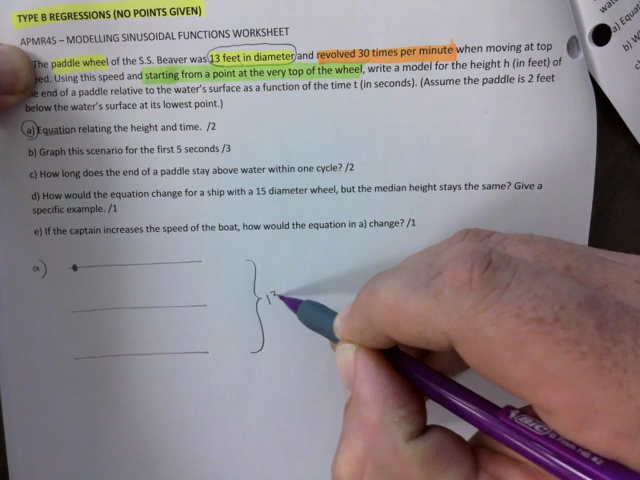 TYPE B REGRESSIONS (NO POINTS GIVEN)
APMR4S – MODELLING SINUSOIDAL FUNCTIONS WORKSHEET
The paddle wheel of the S.S. Beaver was 13 feet in diameter and revolved 30 times per minute when moving at top
eed. Using this speed and starting from a point at the very top of the wheel, write a model for the height h (in feet) of
e end of a paddle relative to the water's surface as a function of the time t (in seconds). (Assume the paddle is 2 feet
below the water's surface at its lowest point.)
a) Equation relating the height and time. /2
b) Graph this scenario for the first 5 seconds /3
c) How long does the end of a paddle stay above water within one cycle? /2
d) How would the equation change for a ship with a 15 diameter wheel, but the median height stays the same? Give a
specific example. /1
e) If the captain increases the speed of the boat, how would the equation in a) change? /1
a)
13
BIC
a) Equat
b) W